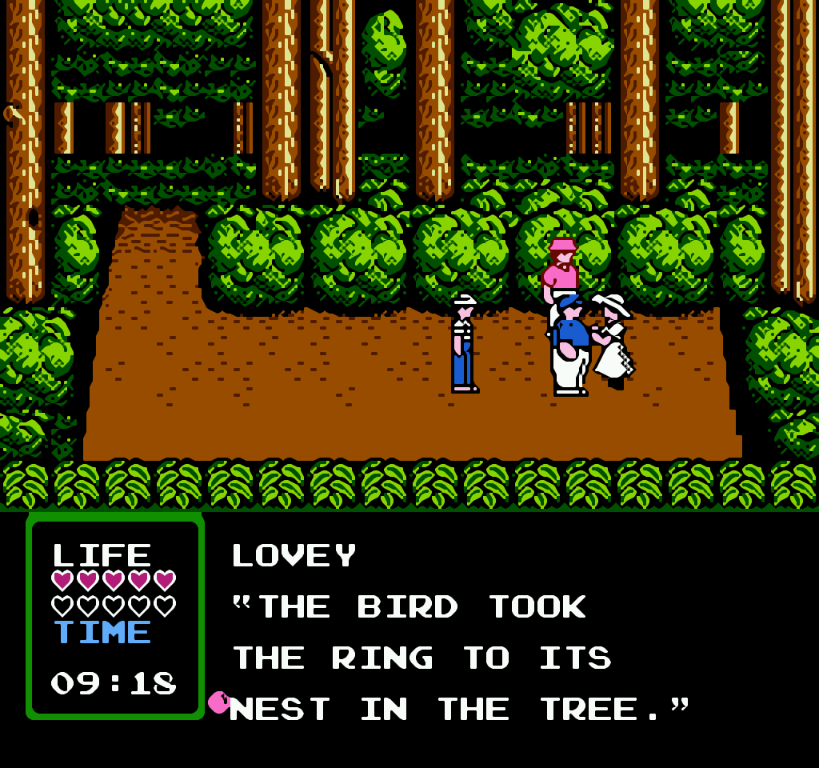 LIFE
TIME
09:18
LOVEY
"THE BIRD TOOK
THE RING TO ITS
NEST IN THE TREE."